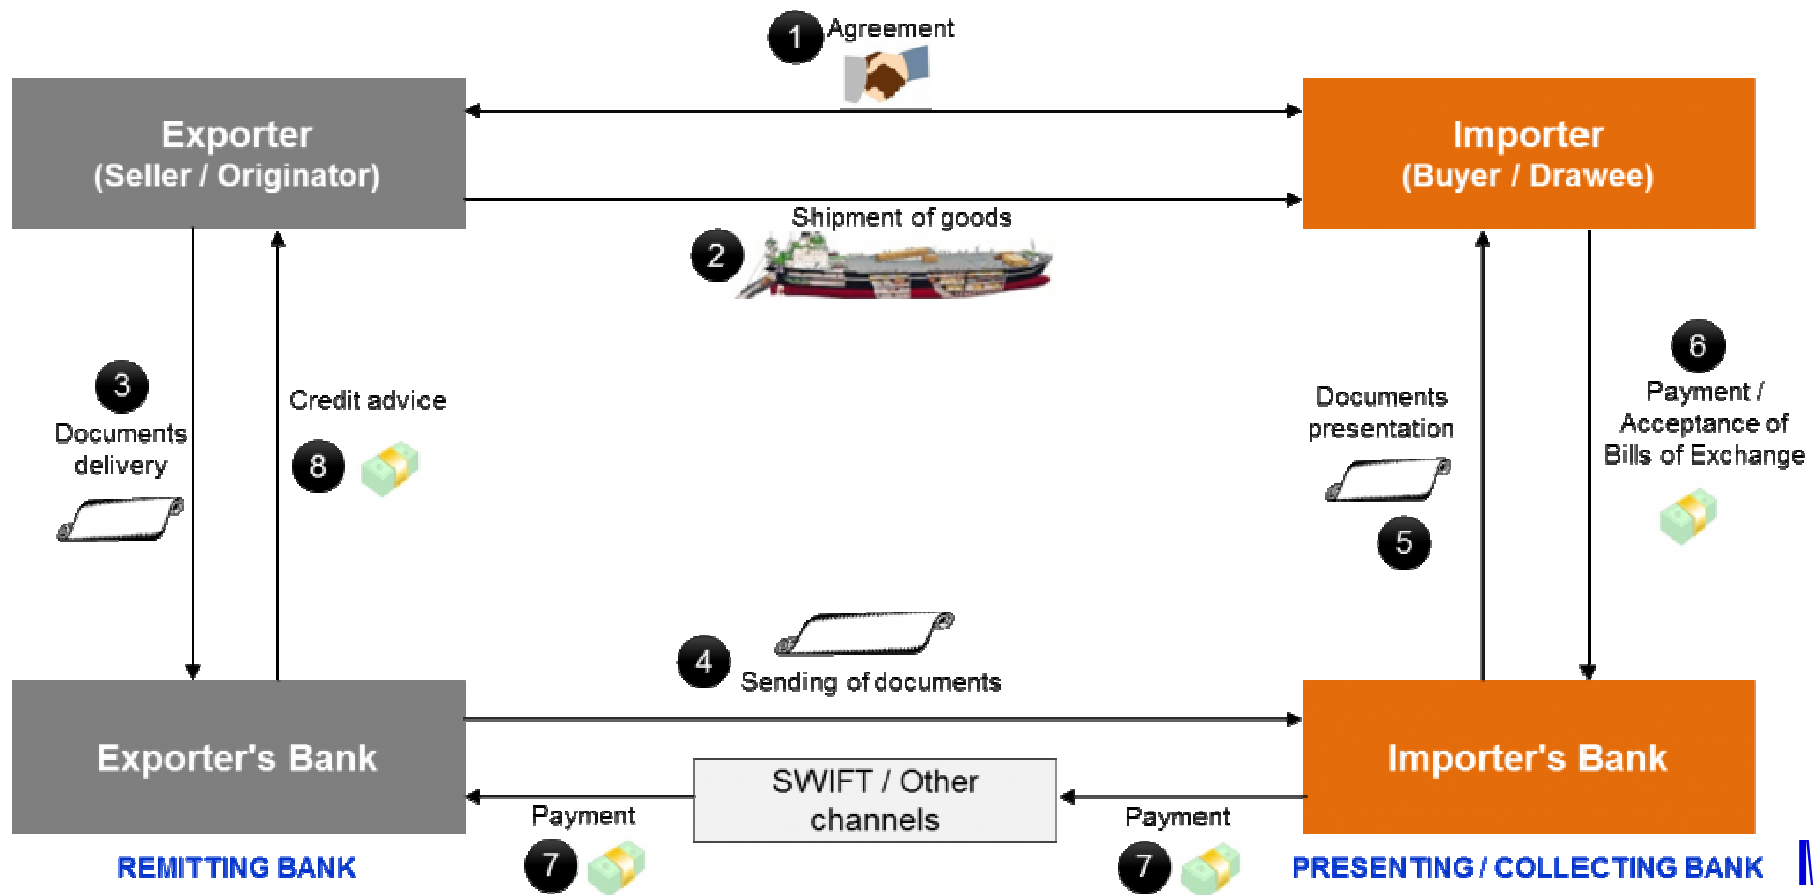 1
Agreement
Exporter
(Seller / Originator)
Importer
(Buyer / Drawee)
Shipment of goods
2
3
Documents
delivery
Credit advice
8
Documents
presentation
5
6
Payment /
Acceptance of
Bills of Exchange
4
Sending of documents
Exporter's Bank
Importer's Bank
SWIFT / Other
channels
Payment
7
Payment
7
REMITTING BANK
PRESENTING / COLLECTING BANK